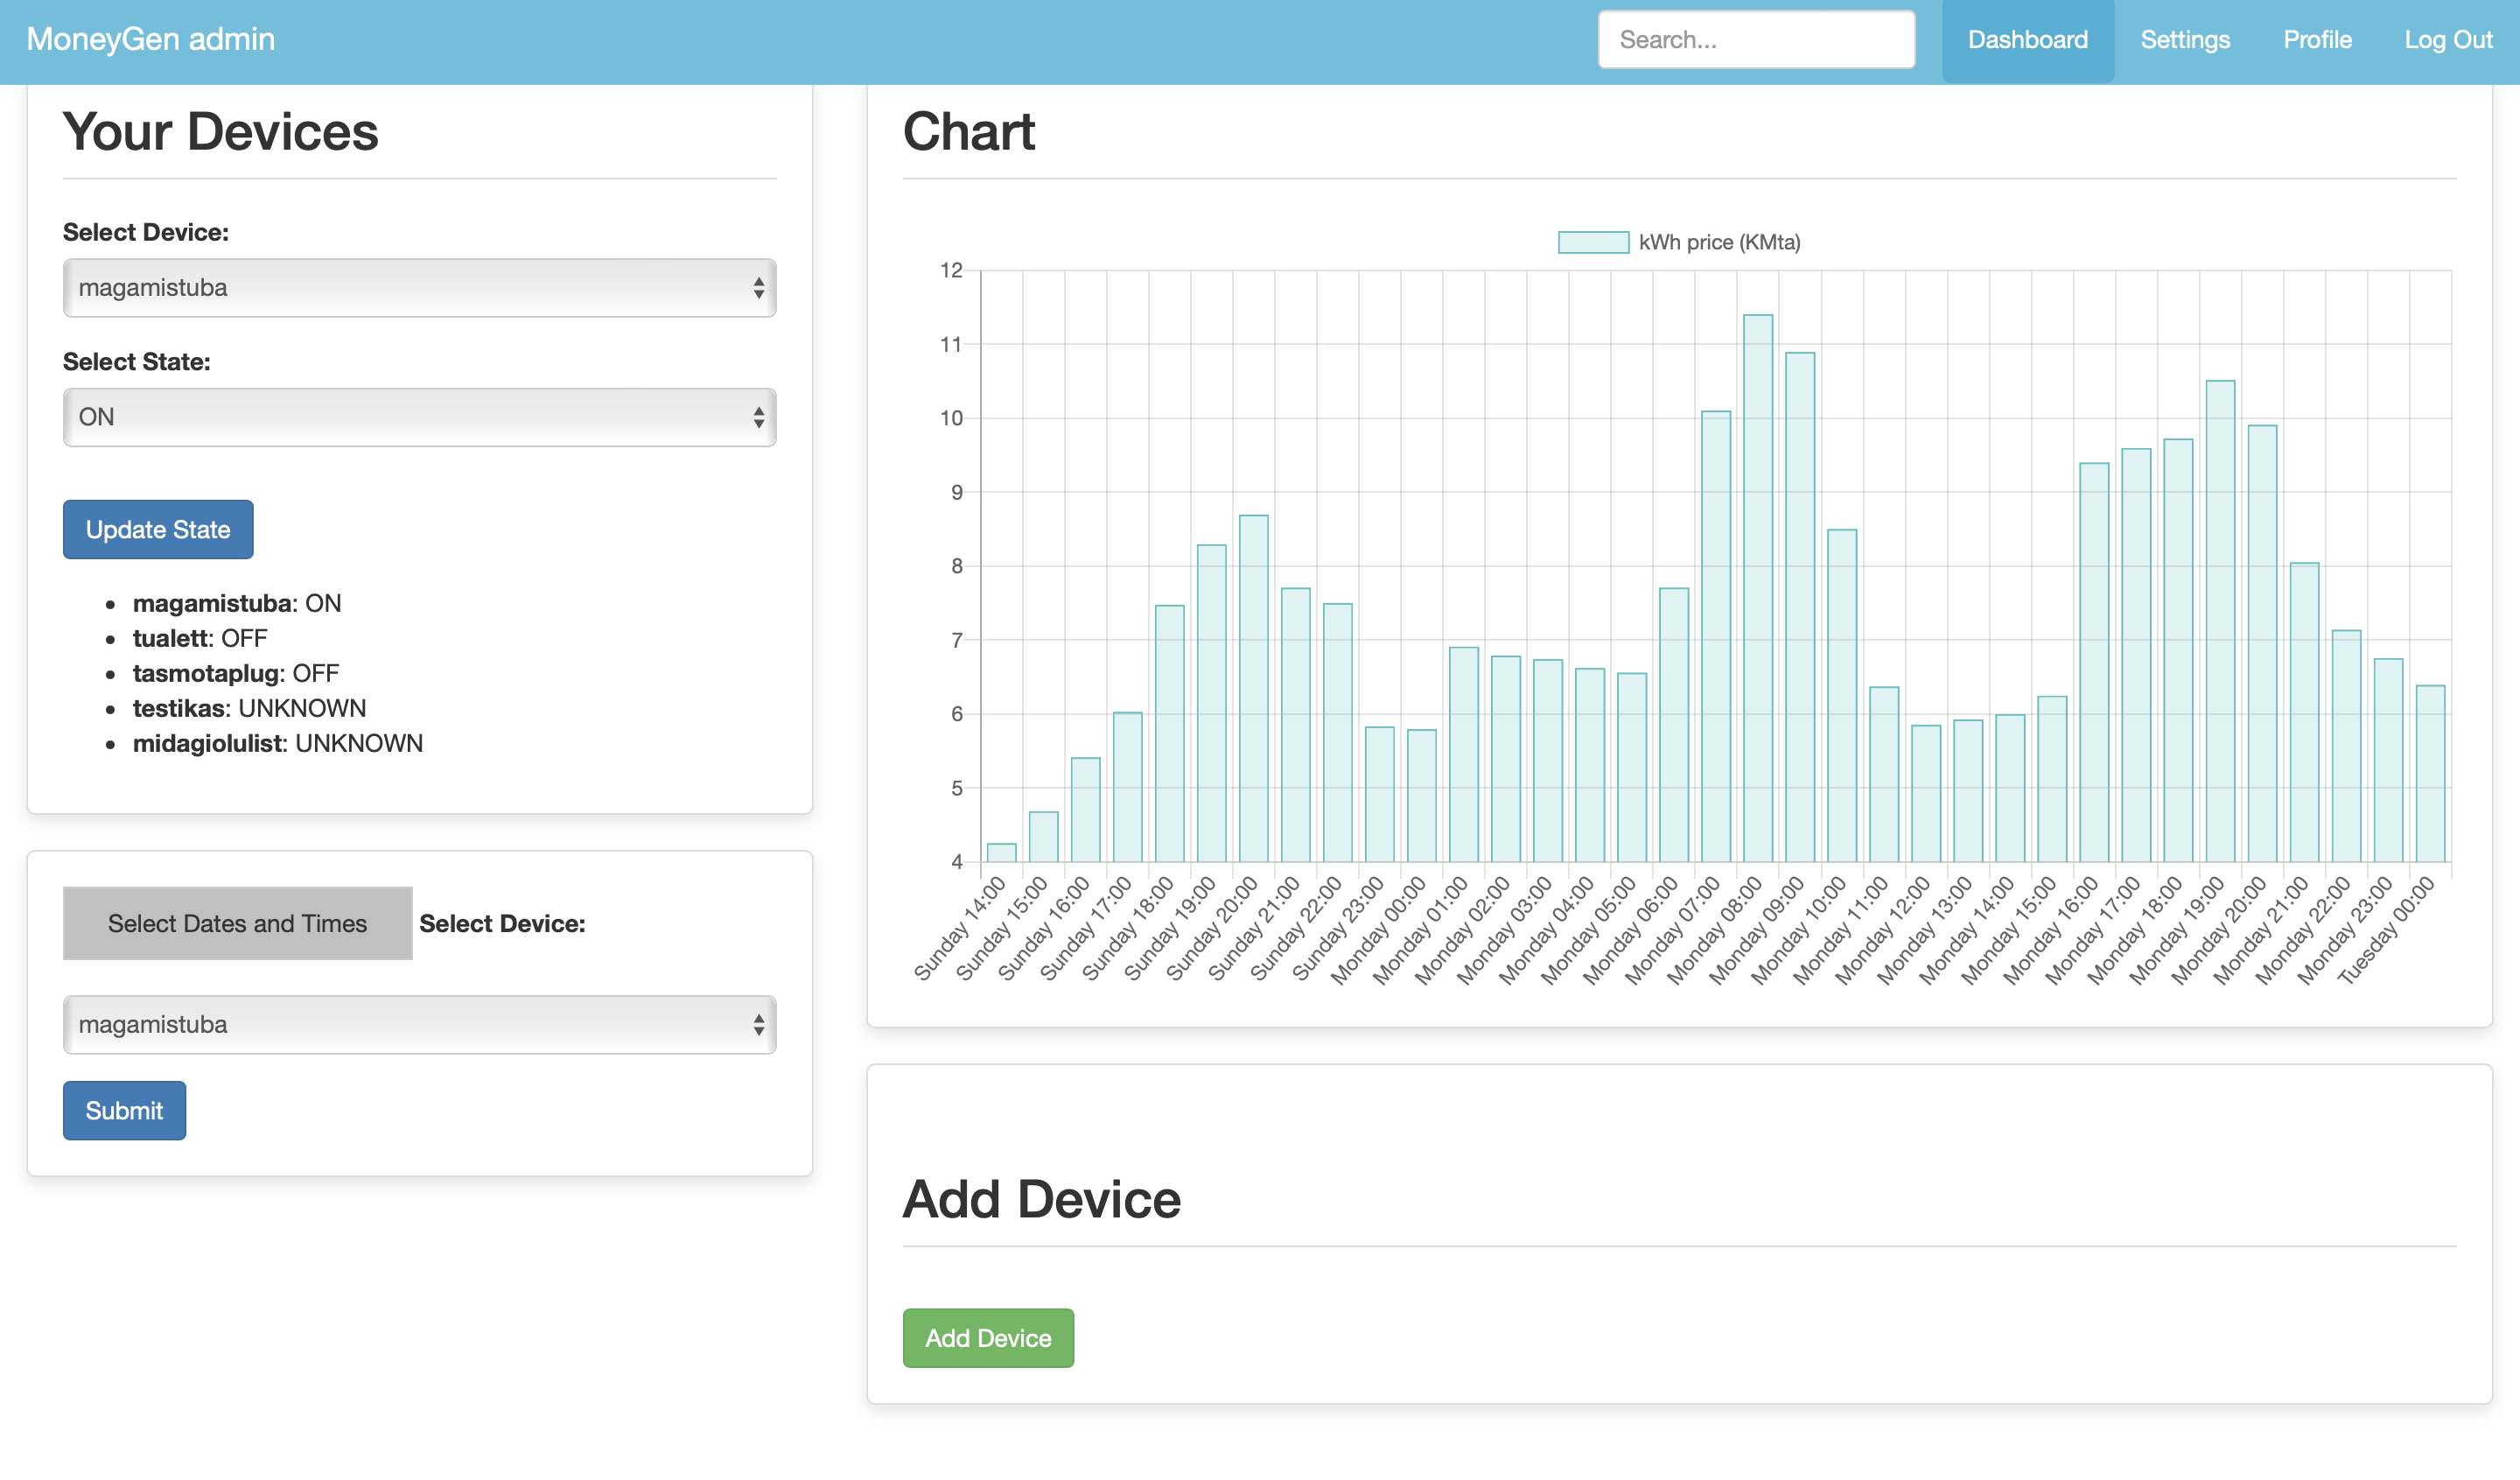 MoneyGen admin
Search...
Dashboard
Settings
Profile
Log Out
Your Devices
Select Device:
magamistuba
Select State:
ON
Update State
magamistuba: ON
tualett: OFF
tasmotaplug: OFF
testikas: UNKNOWN
midagiolulist: UNKNOWN
Select Dates and Times
Select Device:
magamistuba
Submit
Chart
kWh price (KMta)
12
11
10
9
8
7
6
5
4
Sunday 14:00
Sunday 15:00
Sunday 16:00
Sunday 17:00
Sunday 18:00
Sunday 19:00
Sunday 20:00
Sunday 21:00
Sunday 22:00
Sunday 23:00
Monday 00:00
Monday 01:00
Monday 02:00
Monday 03:00
Monday 04:00
Monday 05:00
Monday 06:00
Monday 07:00
Monday 08:00
Monday 09:00
Monday 10:00
Monday 11:00
Monday 12:00
Monday 13:00
Monday 14:00
Monday 15:00
Monday 16:00
Monday 17:00
Monday 18:00
Monday 19:00
Monday 20:00
Monday 21:00
Monday 22:00
Monday 23:00
Tuesday 00:00
Add Device
Add Device